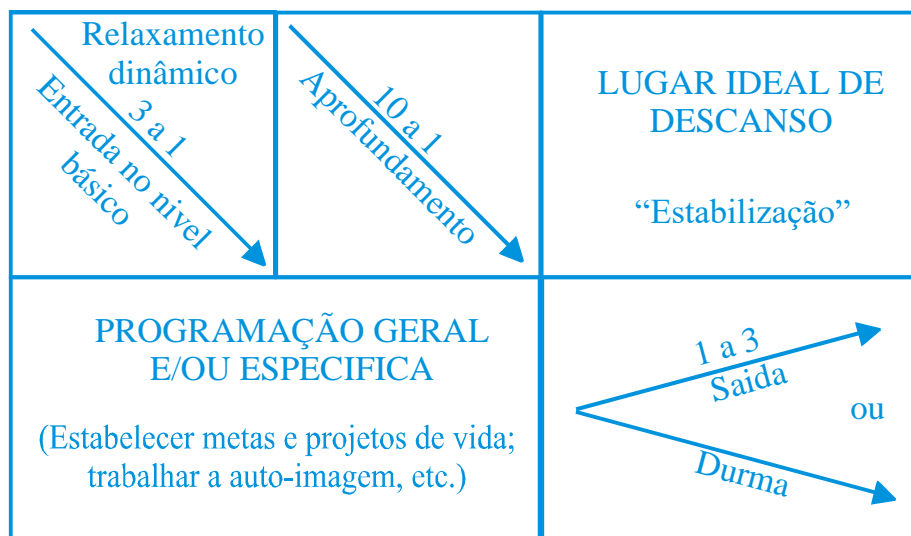 Relaxamento
dinâmico
3 a 1
Entrada no nivel
básico
10 a 1
Aprofundamento
LUGAR IDEAL DE
DESCANSO
“Estabilização”
PROGRAMAÇÃO GERAL
E/OU ESPECIFICA
(Estabelecer metas e projetos de vida;
trabalhar a auto-imagem, etc.)
1 a 3
Saida
ou
Durma